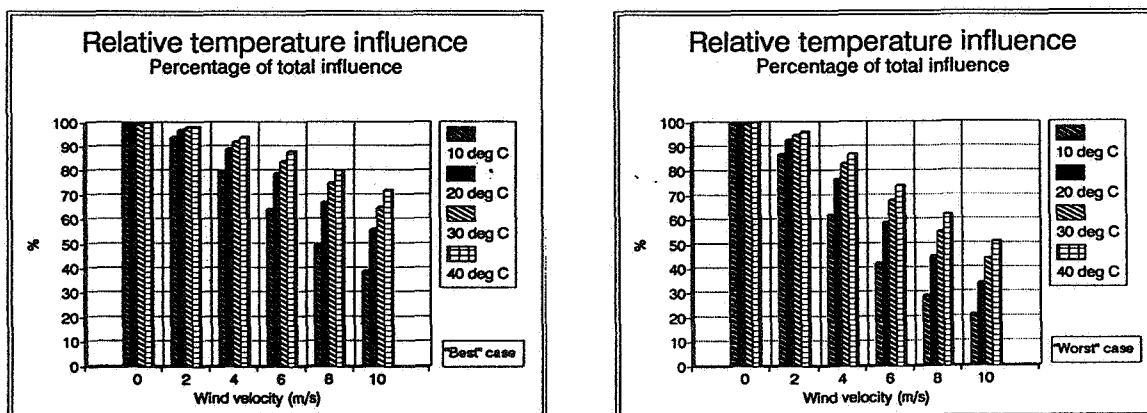 Relative temperature influence
Percentage of total influence
100
90
80
70
60
50
40
30
20
10
0
%
0 2 4 6 8 10
Wind velocity (m/s)
10 deg C
20 deg C
30 deg C
40 deg C
"Best" case
Relative temperature influence
Percentage of total influence
100
90
80
70
60
50
40
30
20
10
0
%
0 2 4 6 8 10
Wind velocity (m/s)
10 deg C
20 deg C
30 deg C
40 deg C
"Worst" case